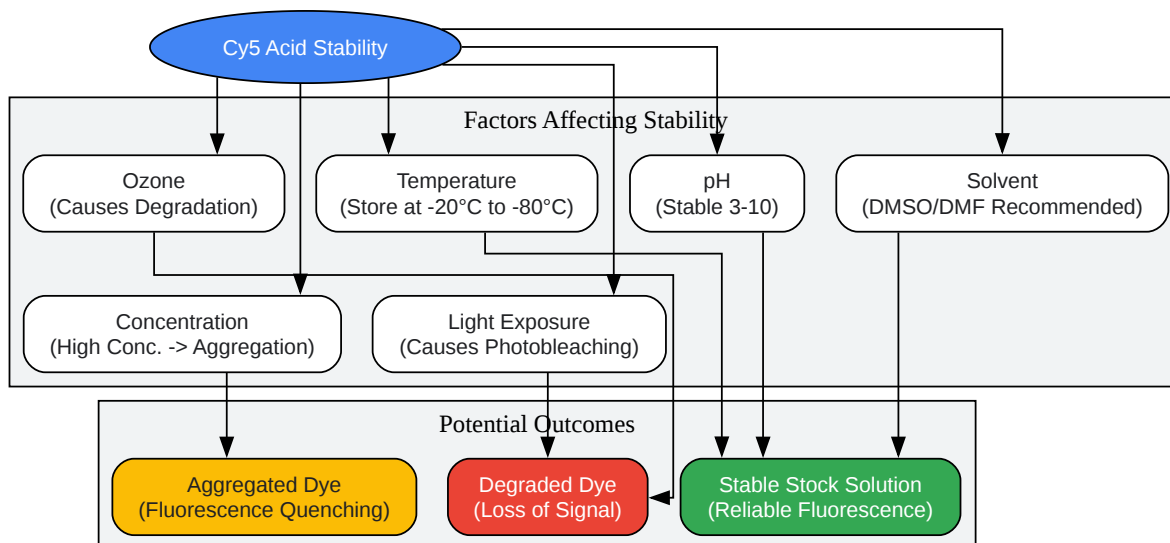 Cy5 Acid Stability
Factors Affecting Stability
Ozone
(Causes Degradation)
Temperature
(Store at -20°C to -80°C)
pH
(Stable 3-10)
Solvent
(DMSO/DMF Recommended)
Concentration
(High Conc. -> Aggregation)
Light Exposure
(Causes Photobleaching)
Potential Outcomes
Aggregated Dye
(Fluorescence Quenching)
Degraded Dye
(Loss of Signal)
Stable Stock Solution
(Reliable Fluorescence)